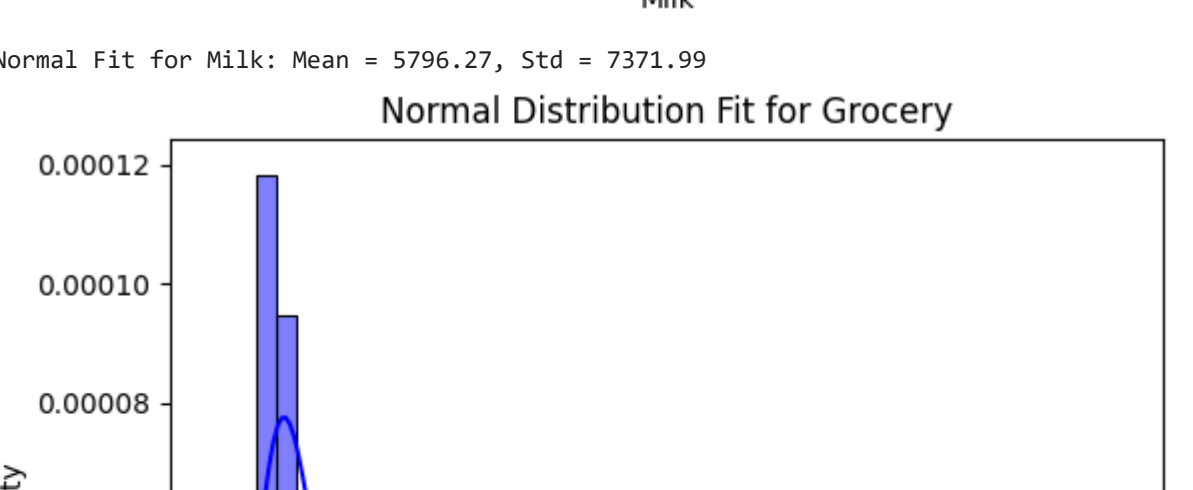 Milk
Normal Fit for Milk: Mean = 5796.27, Std = 7371.99
Normal Distribution Fit for Grocery
0.00012
0.00010
0.00008